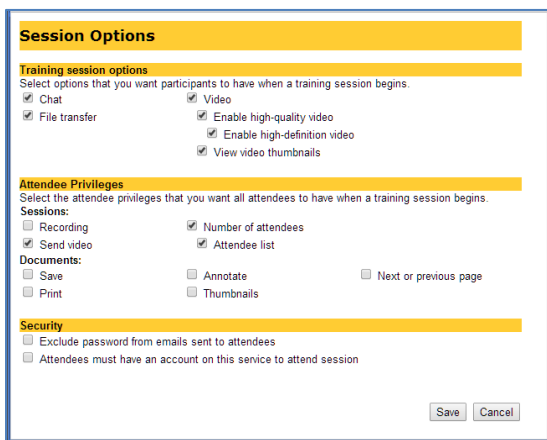 Session Options
Training session options
Select options that you want participants to have when a training session begins.
Chat Video
File transfer Enable high-quality video
Enable high-definition video
View video thumbnails
Attendee Privileges
Select the attendee privileges that you want all attendees to have when a training session begins.
Sessions:
Recording Number of attendees
Send video Attendee list
Documents:
Save Annotate Next or previous page
Print Thumbnails
Security
Exclude password from emails sent to attendees
Attendees must have an account on this service to attend session
Save Cancel